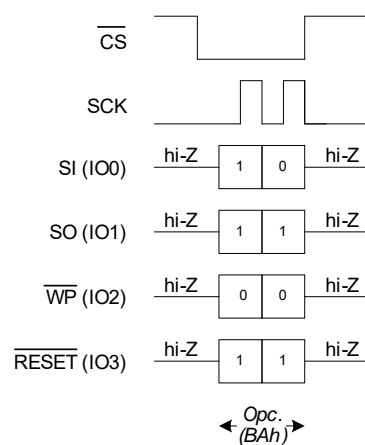 CS
SCK
hi-Z hi-Z
SI (IO0) 1 0
hi-Z hi-Z
SO (IO1) 1 1
hi-Z hi-Z
WP (IO2) 0 0
hi-Z hi-Z
RESET (IO3) 1 1
Opc.
(BAh)